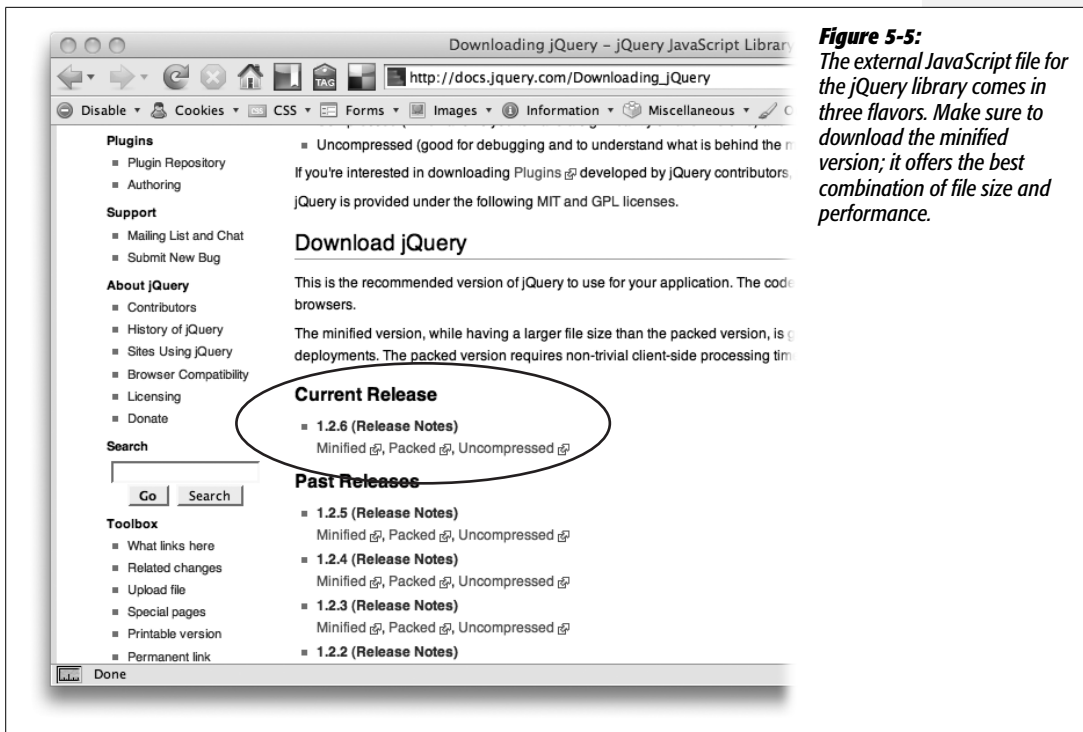 Downloading jQuery – jQuery JavaScript Library
TAG
http://docs.jquery.com/Downloading_jQuery
Disable Cookies CSS Forms Images Information Miscellaneous
Plugins
Plugin Repository
Authoring
Support
Mailing List and Chat
Submit New Bug
About jQuery
Contributors
History of jQuery
Sites Using jQuery
Browser Compatibility
Licensing
Donate
Search
Go Search
Toolbox
What links here
Related changes
Upload file
Special pages
Printable version
Permanent link
Uncompressed (good for debugging and to understand what is behind the
If you're interested in downloading Plugins developed by jQuery contributors,
jQuery is provided under the following MIT and GPL licenses.
Download jQuery
This is the recommended version of jQuery to use for your application. The code
browsers.
The minified version, while having a larger file size than the packed version, is
deployments. The packed version requires non-trivial client-side processing
Current Release
1.2.6 (Release Notes)
Minified, Packed, Uncompressed
Past Releases
1.2.5 (Release Notes)
Minified, Packed, Uncompressed
1.2.4 (Release Notes)
Minified, Packed, Uncompressed
1.2.3 (Release Notes)
Minified, Packed, Uncompressed
1.2.2 (Release Notes)
Done
Figure 5-5:
The external JavaScript file for
the jQuery library comes in
three flavors. Make sure to
download the minified
version; it offers the best
combination of file size and
performance.